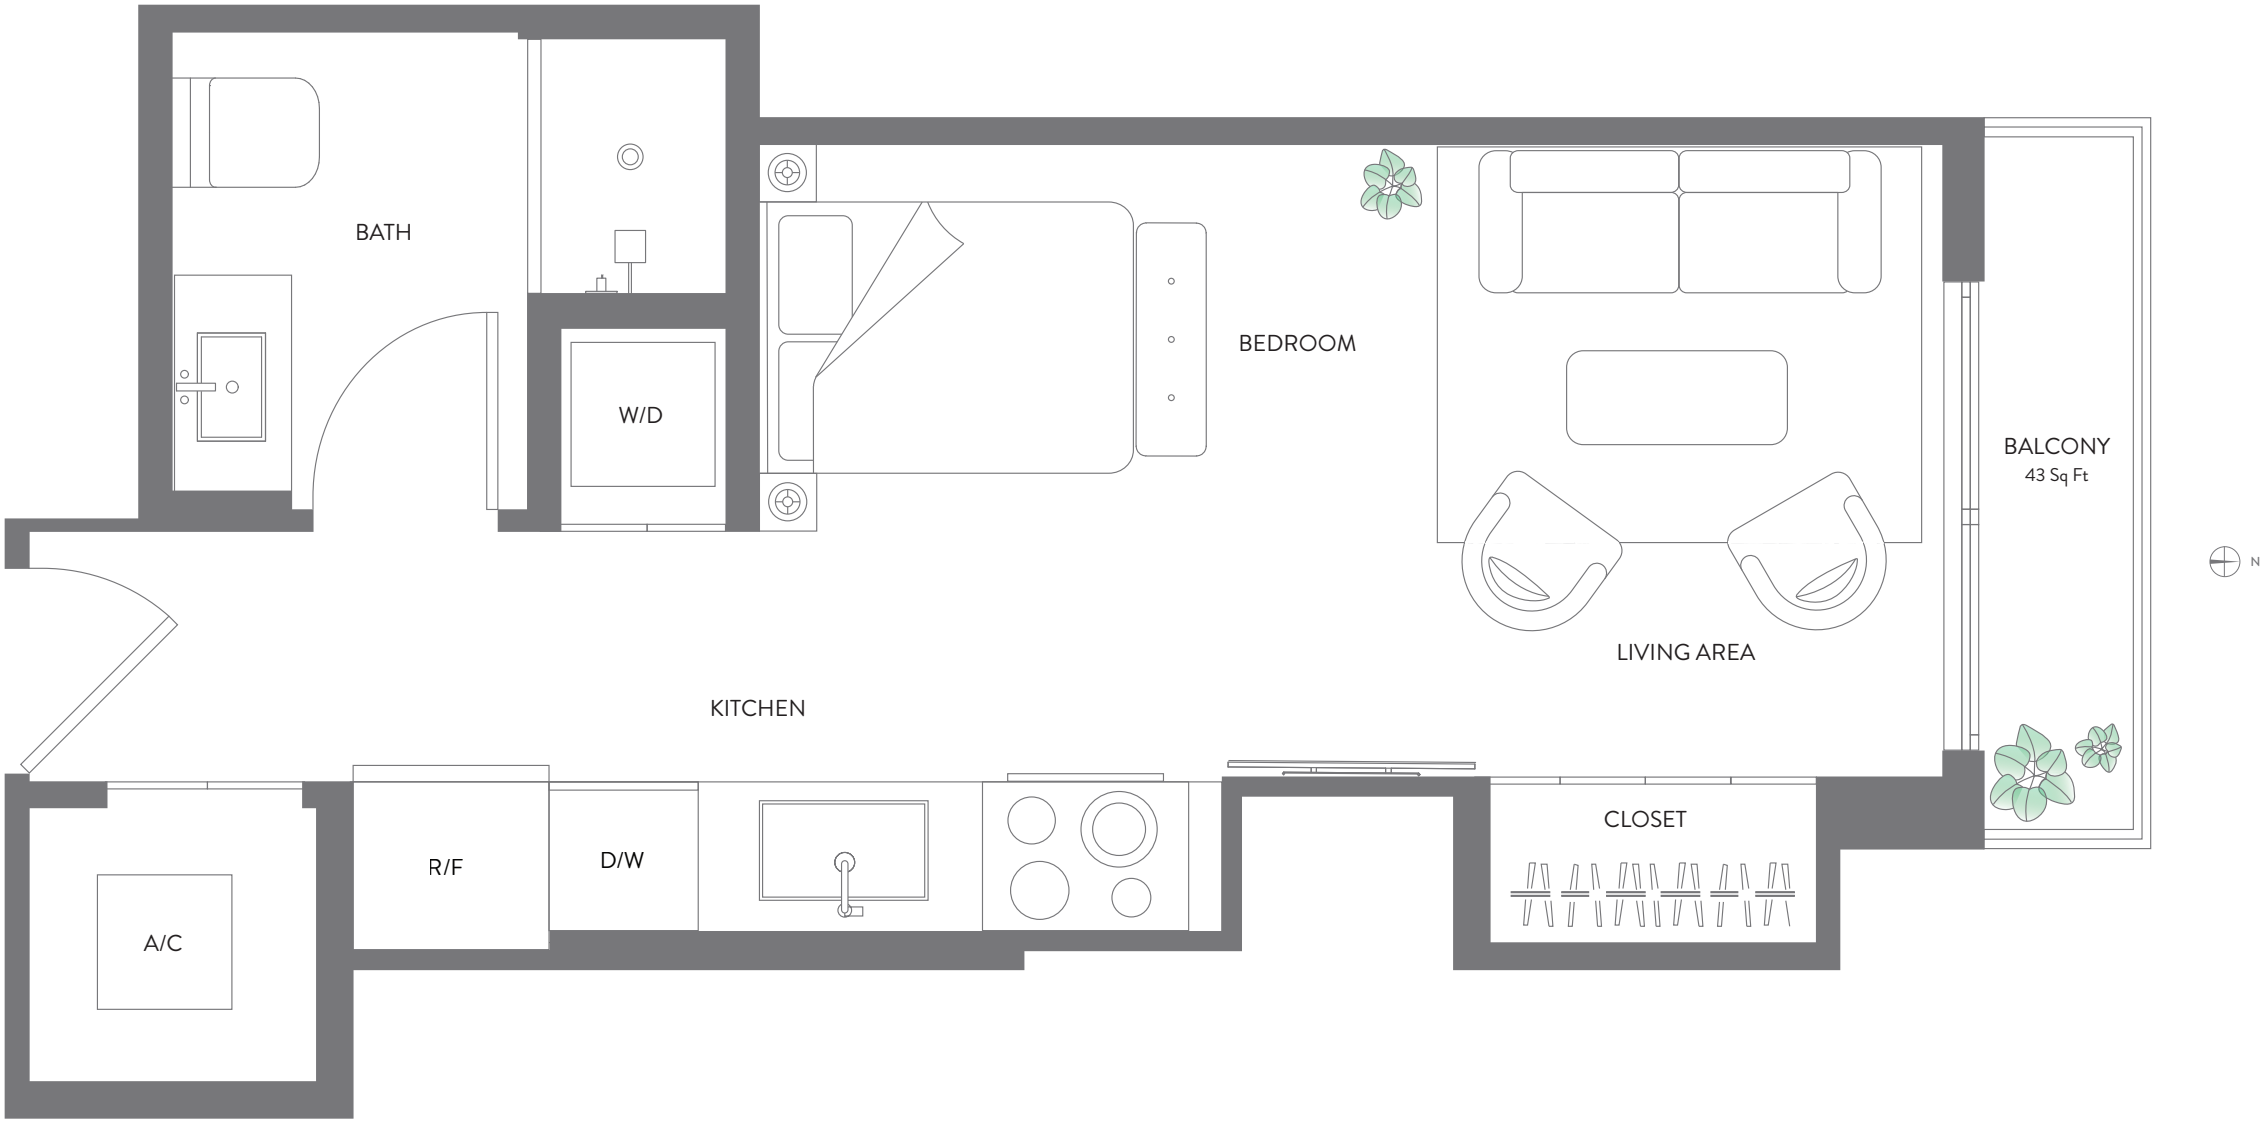 BATH
W/D
BEDROOM
BALCONY
43 Sq Ft
N
LIVING AREA
KITCHEN
CLOSET
R/F
D/W
A/C